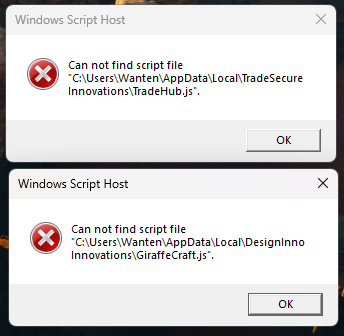 Windows Script Host
Can not find script file
"C:\Users\Wanten\AppData\Local\TradeSecure
Innovations\TradeHub.js".
OK
Windows Script Host
Can not find script file
"C:\Users\Wanten\AppData\Local\DesignInno
Innovations\GiraffeCraft.js".
OK